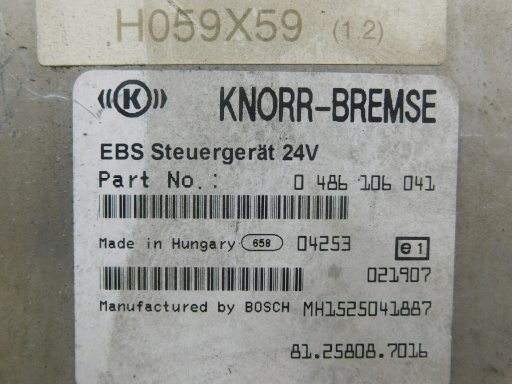 H059X59 (1.2)
((K)) KNORR-BREMSE
EBS Steuergerät 24V
Part No.: 0 486 106 041
Made in Hungary 658 04253 e1
021907
Manufactured by BOSCH MH1525041887
81.25808.7016